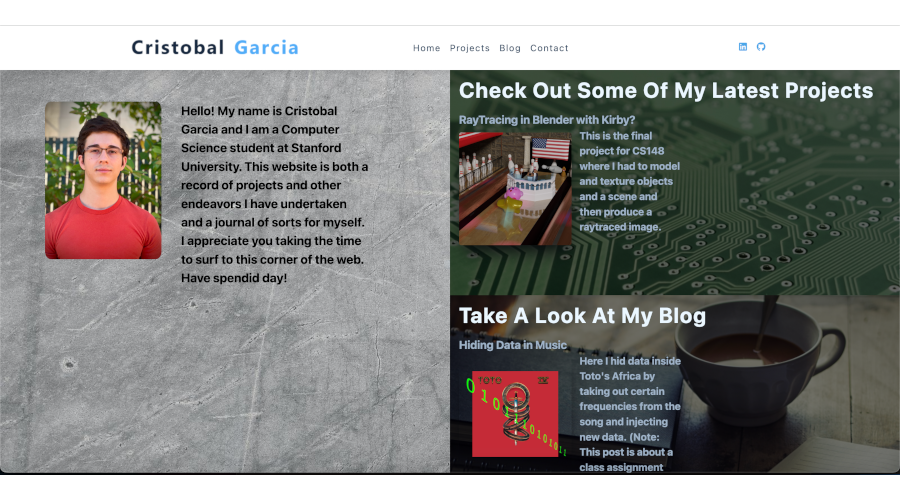 Cristobal Garcia
Home Projects Blog Contact
Hello! My name is Cristobal
Garcia and I am a Computer
Science student at Stanford
University. This website is both a
record of projects and other
endeavors I have undertaken
and a journal of sorts for myself.
I appreciate you taking the time
to surf to this corner of the web.
Have spendid day!
Check Out Some Of My Latest Projects
RayTracing in Blender with Kirby?
This is the final
project for CS148
where I had to model
and texture objects
and a scene and
then produce a
raytraced image.
Take A Look At My Blog
Hiding Data in Music
TOTO
Here I hid data inside
Toto's Africa by
taking out certain
frequencies from the
song and injecting
new data. (Note:
This post is about a
class assignment